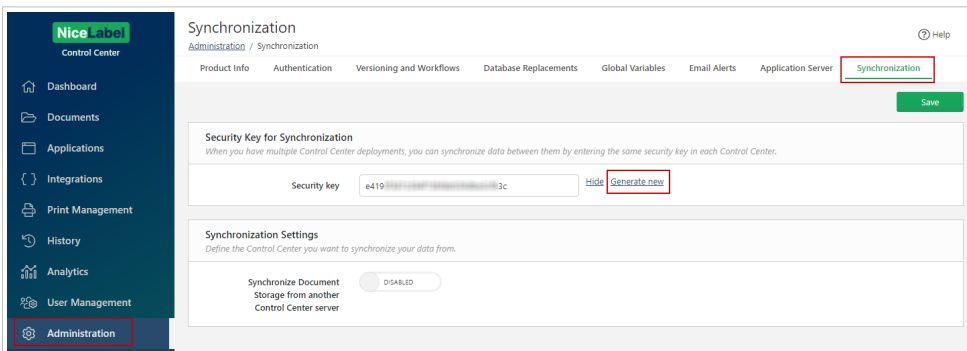 NiceLabel
Control Center
Dashboard
Documents
Applications
{ } Integrations
Print Management
History
Analytics
User Management
Administration
Synchronization
Administration / Synchronization
? Help
Product Info Authentication Versioning and Workflows Database Replacements Global Variables Email Alerts Application Server Synchronization
Save
Security Key for Synchronization
When you have multiple Control Center deployments, you can synchronize data between them by entering the same security key in each Control Center.
Security key e419 3c Hide Generate new
Synchronization Settings
Define the Control Center you want to synchronize your data from.
Synchronize Document
Storage from another
Control Center server
DISABLED